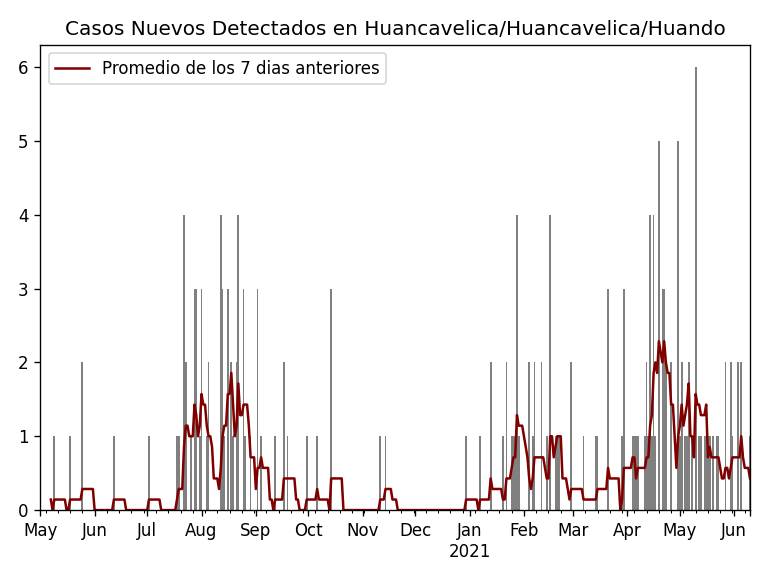 Casos Nuevos Detectados en Huancavelica/Huancavelica/Huando
Promedio de los 7 dias anteriores
6
5
4
3
2
1
0
May Jun Jul Aug Sep Oct Nov Dec Jan Feb Mar Apr May Jun
2021